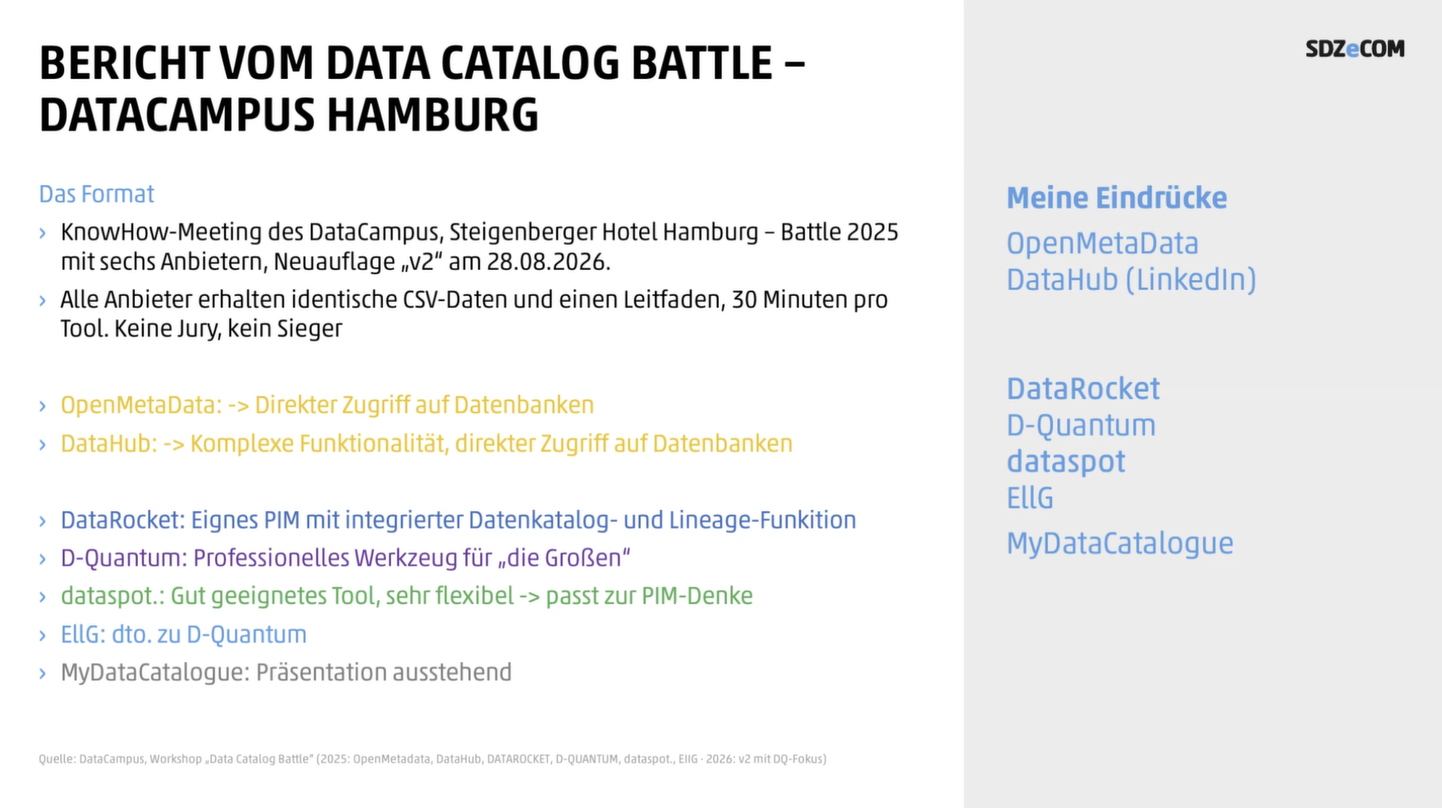 BERICHT VOM DATA CATALOG BATTLE –
DATACAMPUS HAMBURG
SDZeCOM
Das Format
› KnowHow-Meeting des DataCampus, Steigenberger Hotel Hamburg – Battle 2025
mit sechs Anbietern, Neuauflage „v2“ am 28.08.2026.
› Alle Anbieter erhalten identische CSV-Daten und einen Leitfaden, 30 Minuten pro
Tool. Keine Jury, kein Sieger
› OpenMetaData: -> Direkter Zugriff auf Datenbanken
› DataHub: -> Komplexe Funktionalität, direkter Zugriff auf Datenbanken
› DataRocket: Eignes PIM mit integrierter Datenkatalog- und Lineage-Funkition
› D-Quantum: Professionelles Werkzeug für „die Großen“
› dataspot.: Gut geeignetes Tool, sehr flexibel -> passt zur PIM-Denke
› EllG: dto. zu D-Quantum
› MyDataCatalogue: Präsentation ausstehend
Meine Eindrücke
OpenMetaData
DataHub (LinkedIn)
DataRocket
D-Quantum
dataspot
EllG
MyDataCatalogue
Quelle: DataCampus, Workshop „Data Catalog Battle“ (2025: OpenMetadata, DataHub, DATAROCKET, D-QUANTUM, dataspot., EIIG · 2026: v2 mit DQ-Fokus)